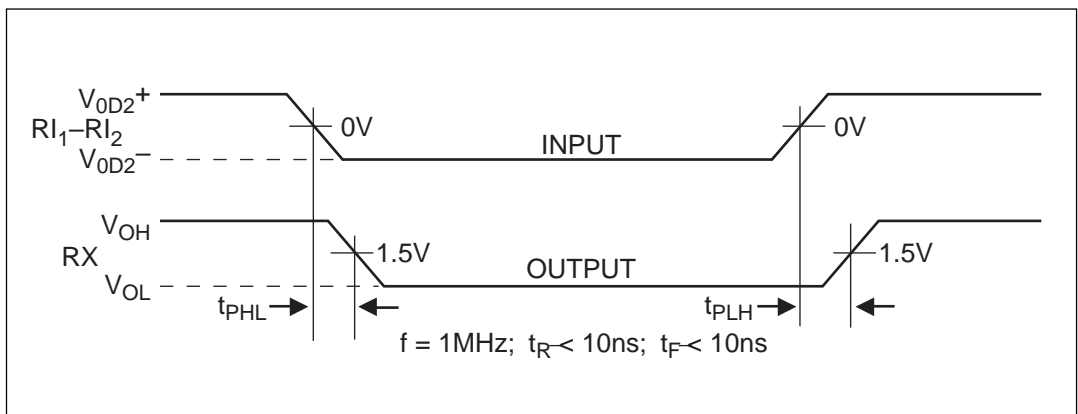 V0D2+
RI1–RI2
V0D2–
0V
INPUT
0V
VOH
RX
VOL
1.5V
OUTPUT
1.5V
tPHL
tPLH
f = 1MHz; tR < 10ns; tF < 10ns